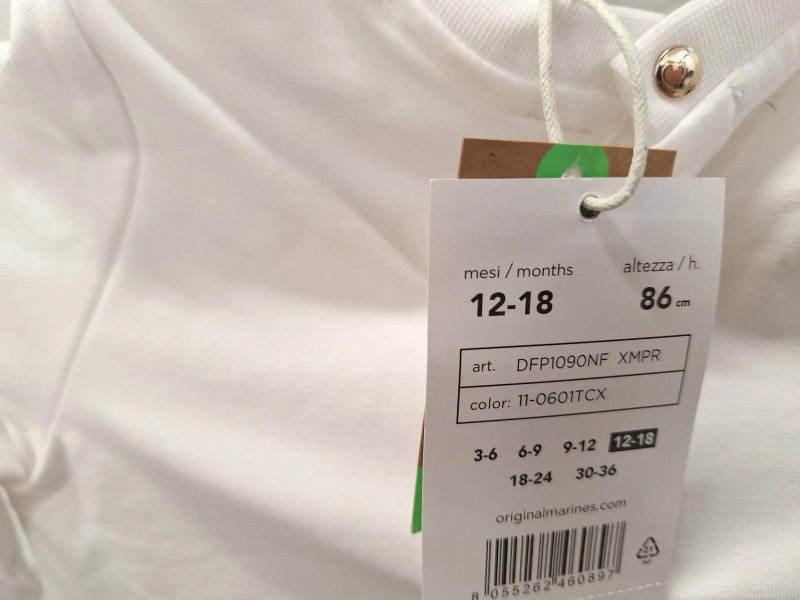 mesi / months altezza / h.
12-18 86 cm
art. DFP1090NF XMPR
color: 11-0601TCX
3-6 6-9 9-12 12-18
18-24 30-36
originalmarines.com
21
8 055262 460897